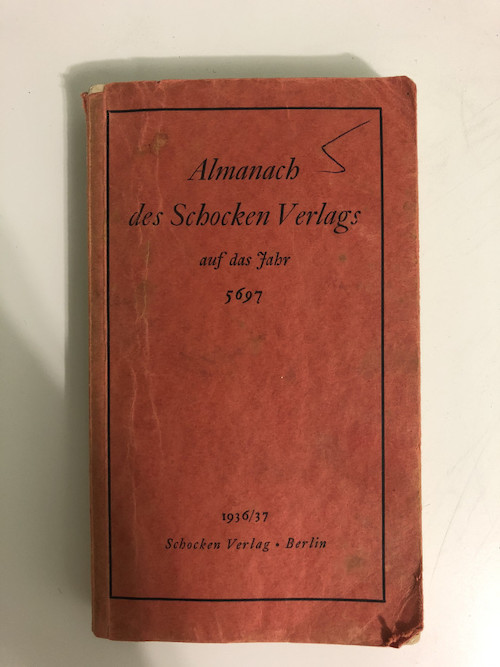 Almanach
des Schocken Verlags
auf das Jahr
5697
1936/37
Schocken Verlag • Berlin